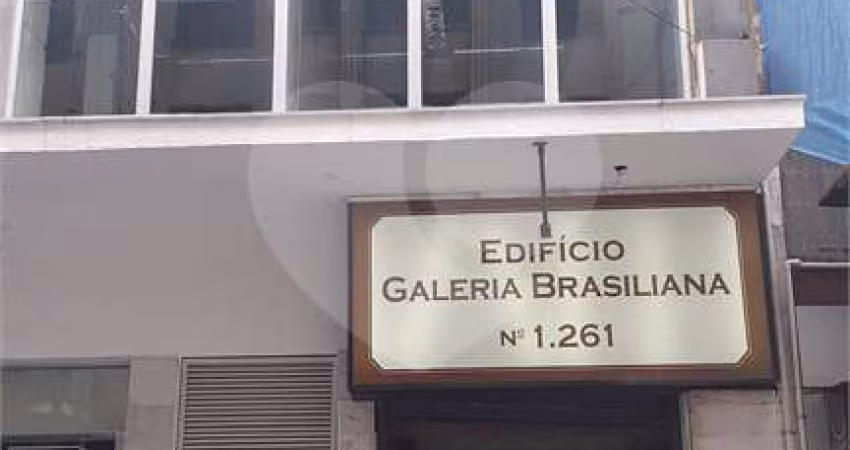 EDIFÍCIO
GALERIA BRASILIANA
Nº 1.261